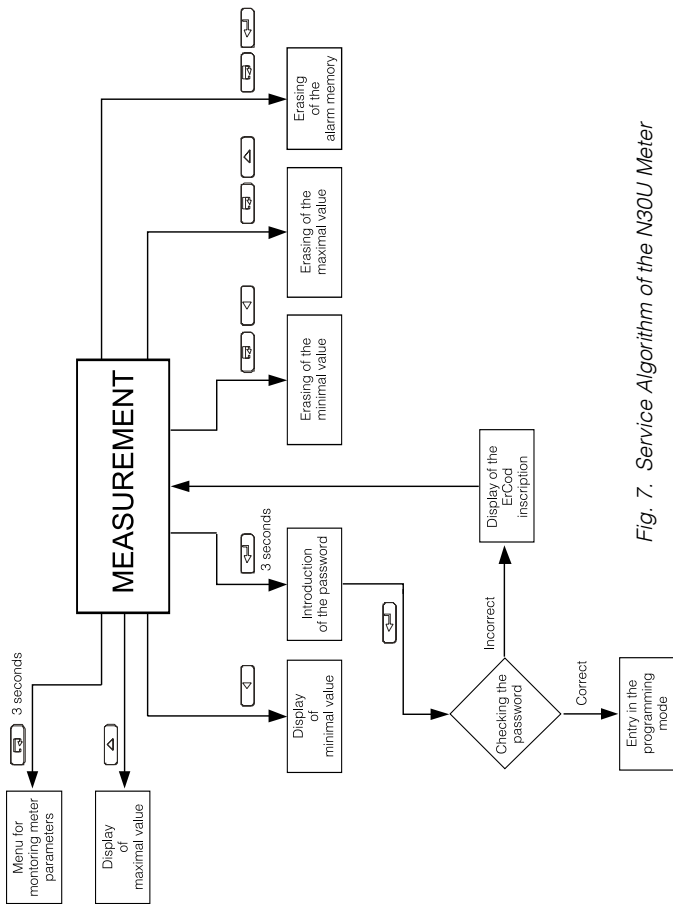 MEASUREMENT
3 seconds
Menu for
montoring meter
parameters
Display
of
maximal value
Display
of
minimal value
3 seconds
Introduction
of the password
Checking the
password
Incorrect
Correct
Entry in the
programming
mode
Display of the
ErCod
inscription
Erasing of the
minimal value
Erasing of the
maximal value
Erasing
of the
alarm memory
Fig. 7. Service Algorithm of the N30U Meter